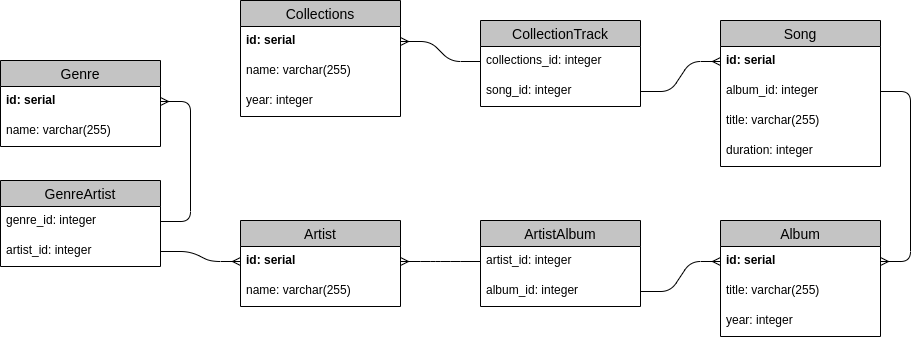 Collections
id: serial
name: varchar(255)
year: integer
CollectionTrack
collections_id: integer
song_id: integer
Song
id: serial
album_id: integer
title: varchar(255)
duration: integer
Genre
id: serial
name: varchar(255)
GenreArtist
genre_id: integer
artist_id: integer
Artist
id: serial
name: varchar(255)
ArtistAlbum
artist_id: integer
album_id: integer
Album
id: serial
title: varchar(255)
year: integer